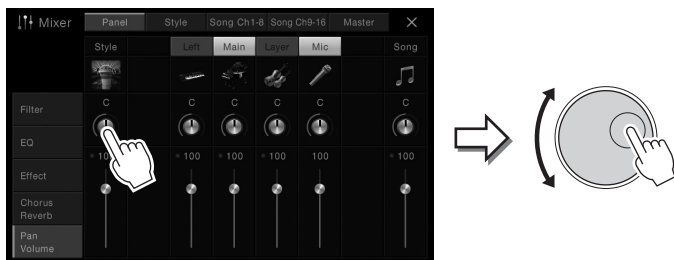 Mixer
Panel Style Song Ch1-8 Song Ch9-16 Master
Style Left Main Layer Mic Song
Filter
C C C C C C
EQ
100 100 100 100 100
Effect
Chorus
Reverb
Pan
Volume